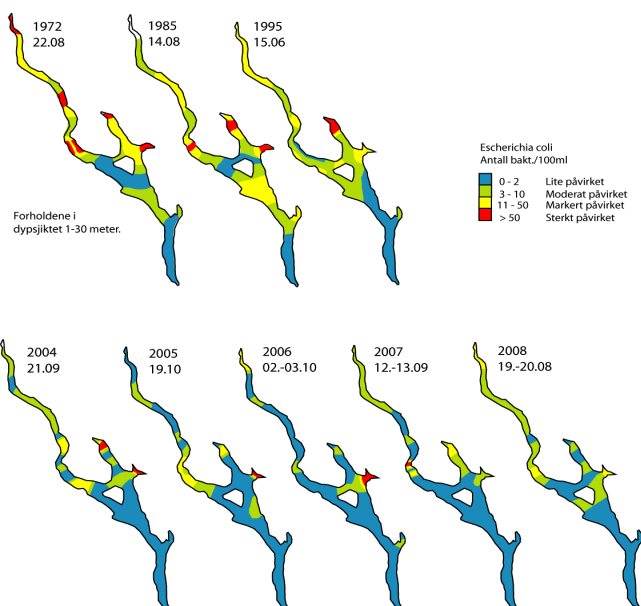 1972
22.08
1985
14.08
1995
15.06
Escherichia coli
Antall bakt./100ml
0 - 2 Lite påvirket
3 - 10 Moderat påvirket
11 - 50 Markert påvirket
> 50 Sterkt påvirket
Forholdene i
dypsjiktet 1-30 meter.
2004
21.09
2005
19.10
2006
02.-03.10
2007
12.-13.09
2008
19.-20.08